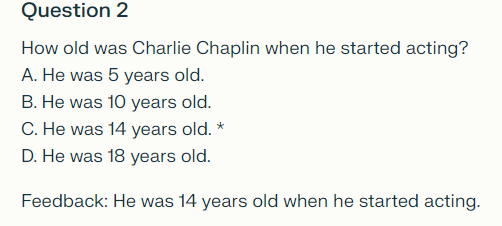 Question 2
How old was Charlie Chaplin when he started acting?
A. He was 5 years old.
B. He was 10 years old.
C. He was 14 years old. *
D. He was 18 years old.
Feedback: He was 14 years old when he started acting.